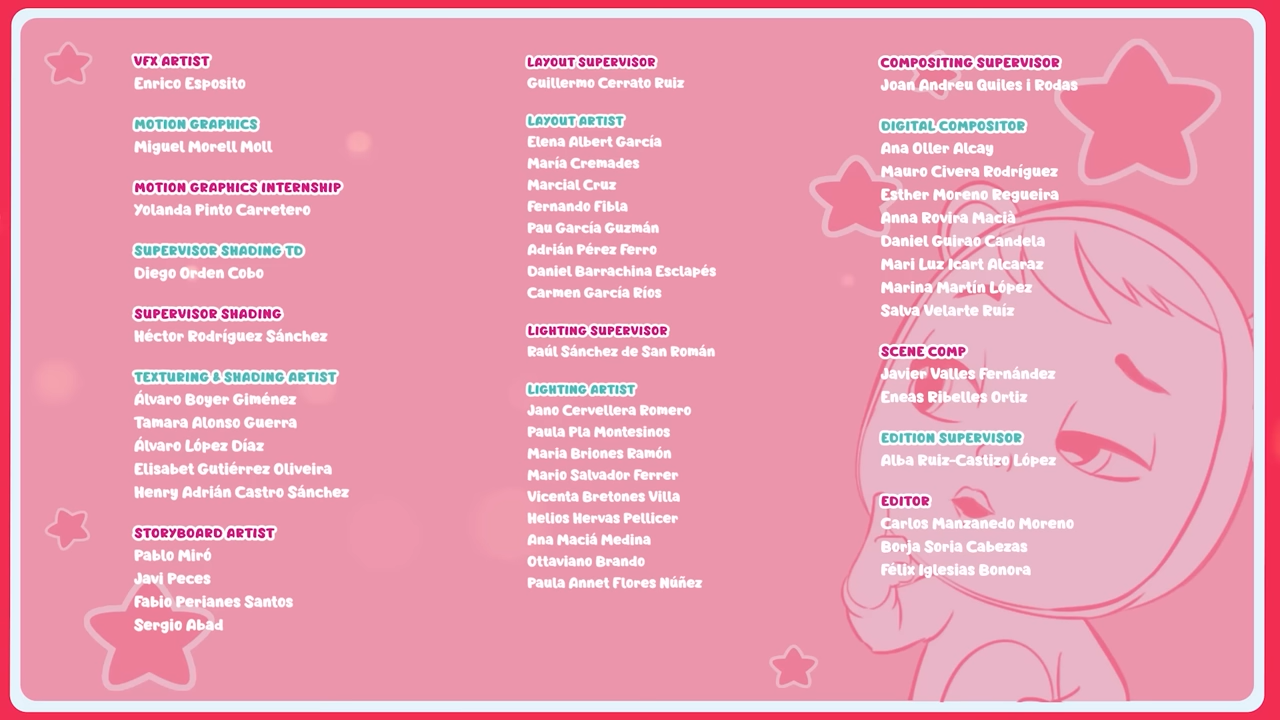 VFX ARTIST
Enrico Esposito
MOTION GRAPHICS
Miguel Morell Moll
MOTION GRAPHICS INTERNSHIP
Yolanda Pinto Carretero
SUPERVISOR SHADING TD
Diego Orden Cobo
SUPERVISOR SHADING
Héctor Rodríguez Sánchez
TEXTURING & SHADING ARTIST
Álvaro Boyer Giménez
Tamara Alonso Guerra
Álvaro López Díaz
Elisabet Gutiérrez Oliveira
Henry Adrián Castro Sánchez
STORYBOARD ARTIST
Pablo Miró
Javi Peces
Fabio Perianes Santos
Sergio Abad
LAYOUT SUPERVISOR
Guillermo Cerrato Ruiz
LAYOUT ARTIST
Elena Albert García
María Cremades
Marcial Cruz
Fernando Fibla
Pau García Guzmán
Adrián Pérez Ferro
Daniel Barrachina Esclapés
Carmen García Ríos
LIGHTING SUPERVISOR
Raúl Sánchez de San Román
LIGHTING ARTIST
Jano Cervellera Romero
Paula Pla Montesinos
Maria Briones Ramón
Mario Salvador Ferrer
Vicenta Bretones Villa
Helios Hervas Pellicer
Ana Maciá Medina
Ottaviano Brando
Paula Annet Flores Núñez
COMPOSITING SUPERVISOR
Joan Andreu Quiles i Rodas
DIGITAL COMPOSITOR
Ana Oller Alcay
Mauro Civera Rodríguez
Esther Moreno Regueira
Anna Rovira Macià
Daniel Guirao Candela
Mari Luz Icart Alcaraz
Marina Martín López
Salva Velarte Ruiz
SCENE COMP
Javier Valles Fernández
Eneas Ribelles Ortiz
EDITION SUPERVISOR
Alba Ruiz-Castizo López
EDITOR
Carlos Manzanedo Moreno
Borja Soria Cabezas
Félix Iglesias Bonora